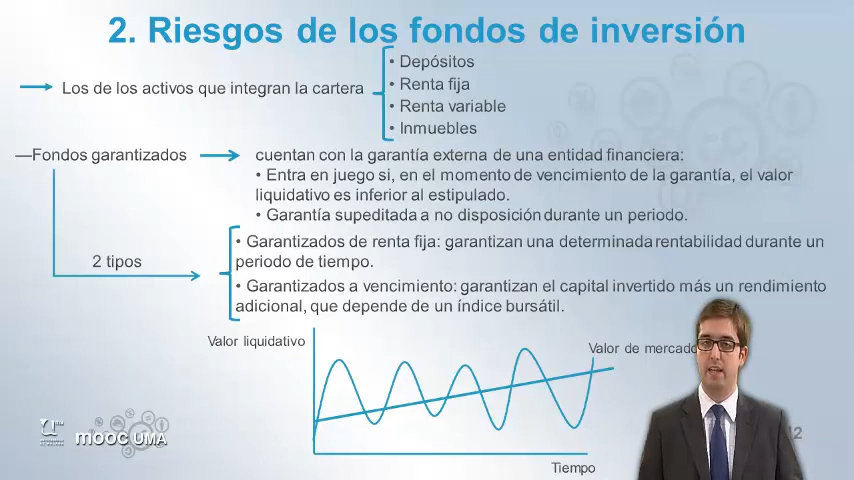 2. Riesgos de los fondos de inversión
Los de los activos que integran la cartera
• Depósitos
• Renta fija
• Renta variable
• Inmuebles
—Fondos garantizados
cuentan con la garantía externa de una entidad financiera:
• Entra en juego si, en el momento de vencimiento de la garantía, el valor
liquidativo es inferior al estipulado.
• Garantía supeditada a no disposición durante un periodo.
2 tipos
• Garantizados de renta fija: garantizan una determinada rentabilidad durante un
periodo de tiempo.
• Garantizados a vencimiento: garantizan el capital invertido más un rendimiento
adicional, que depende de un índice bursátil.
Valor liquidativo
Valor de mercado
Tiempo
mooc UMA